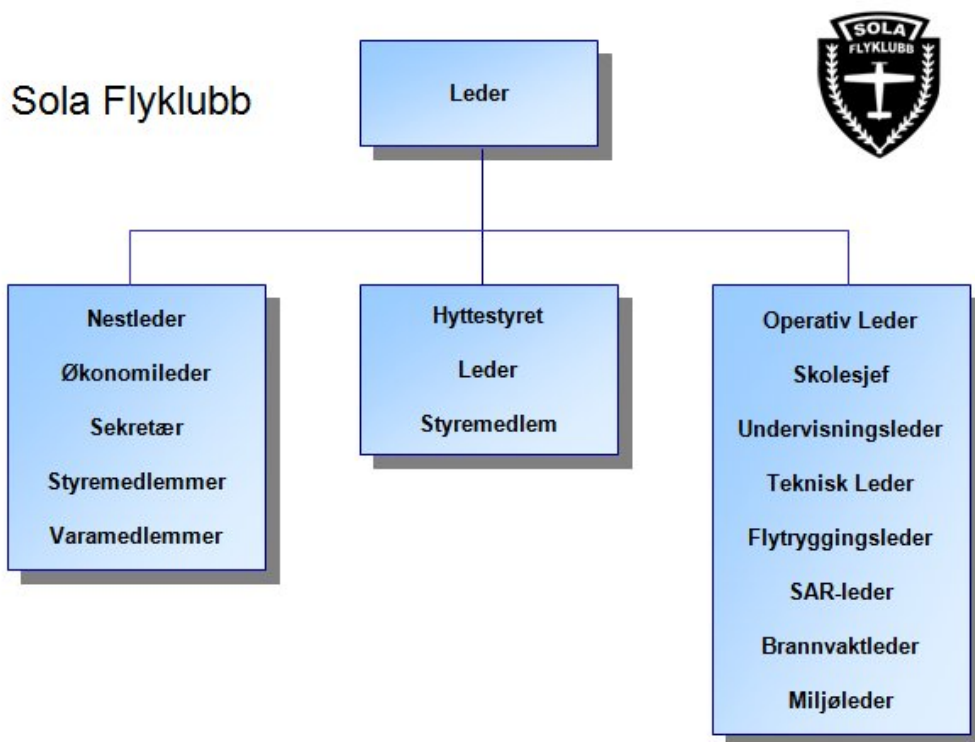 Sola Flyklubb
Leder
SOLA
FLYKLUBB
Nestleder
Økonomileder
Sekretær
Styremedlemmer
Varamedlemmer
Hyttestyret
Leder
Styremedlem
Operativ Leder
Skolesjef
Undervisningsleder
Teknisk Leder
Flytryggingsleder
SAR-leder
Brannvaktleder
Miljøleder